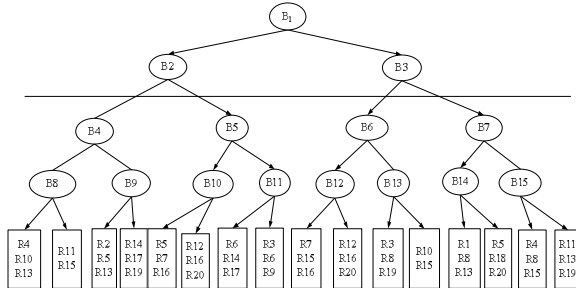 B1
B2 B3
B4 B5 B6 B7
B8 B9 B10 B11 B12 B13 B14 B15
R4 R10 R13
R11 R15
R2 R5 R13
R14 R17 R19
R5 R7 R16
R12 R16 R20
R6 R14 R17
R3 R6 R9
R7 R15 R16
R12 R16 R20
R3 R8 R19
R10 R15
R1 R8 R13
R5 R18 R20
R4 R8 R15
R11 R13 R19